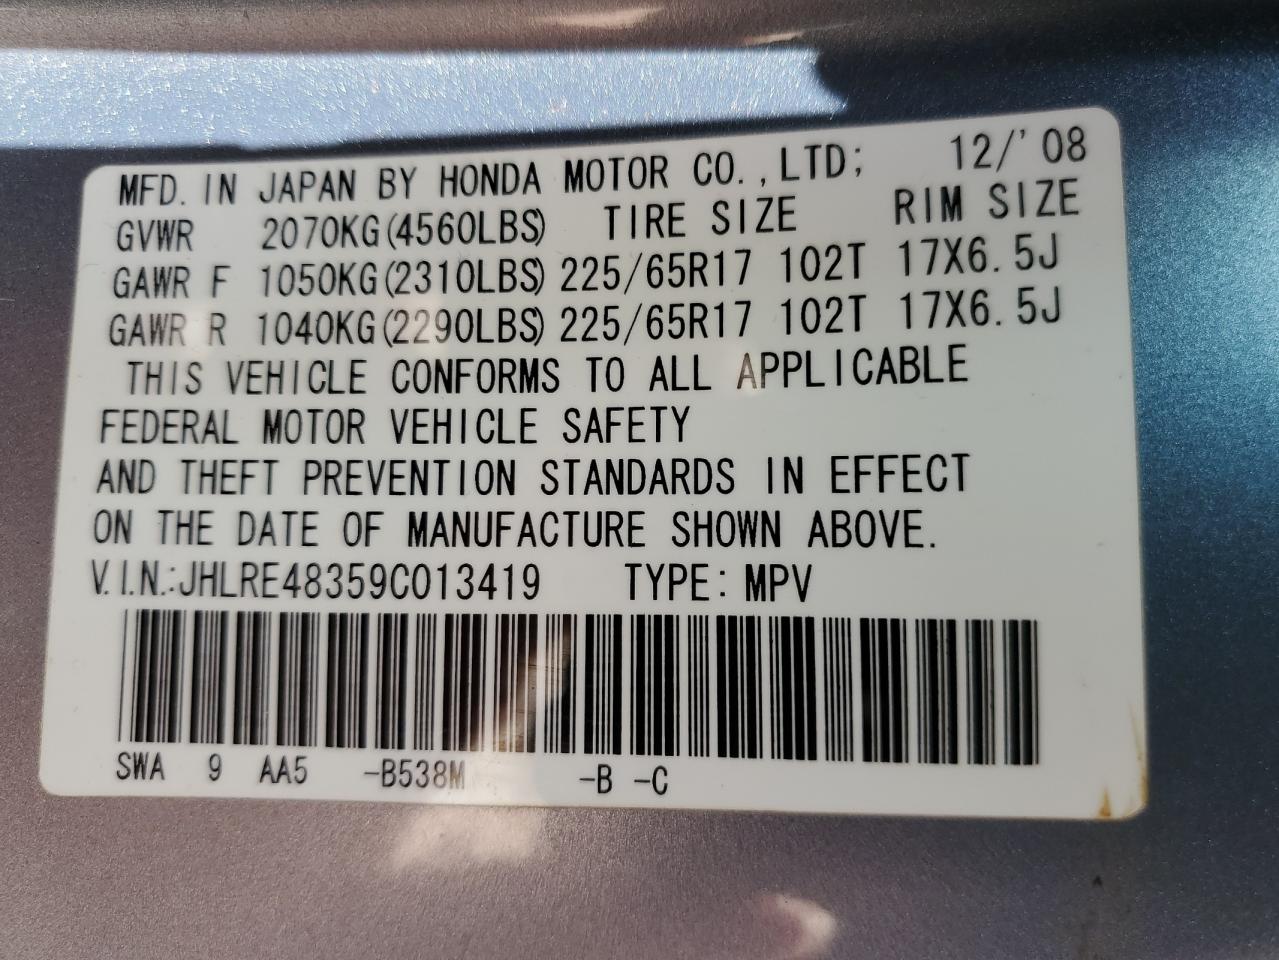 MFD. IN JAPAN BY HONDA MOTOR CO.,LTD; 12/'08
GVWR 2070KG(4560LBS) TIRE SIZE RIM SIZE
GAWR F 1050KG(2310LBS) 225/65R17 102T 17X6.5J
GAWR R 1040KG(2290LBS) 225/65R17 102T 17X6.5J
THIS VEHICLE CONFORMS TO ALL APPLICABLE
FEDERAL MOTOR VEHICLE SAFETY
AND THEFT PREVENTION STANDARDS IN EFFECT
ON THE DATE OF MANUFACTURE SHOWN ABOVE.
V.I.N.:JHLRE48359C013419 TYPE: MPV
SWA 9 AA5 -B538M -B -C